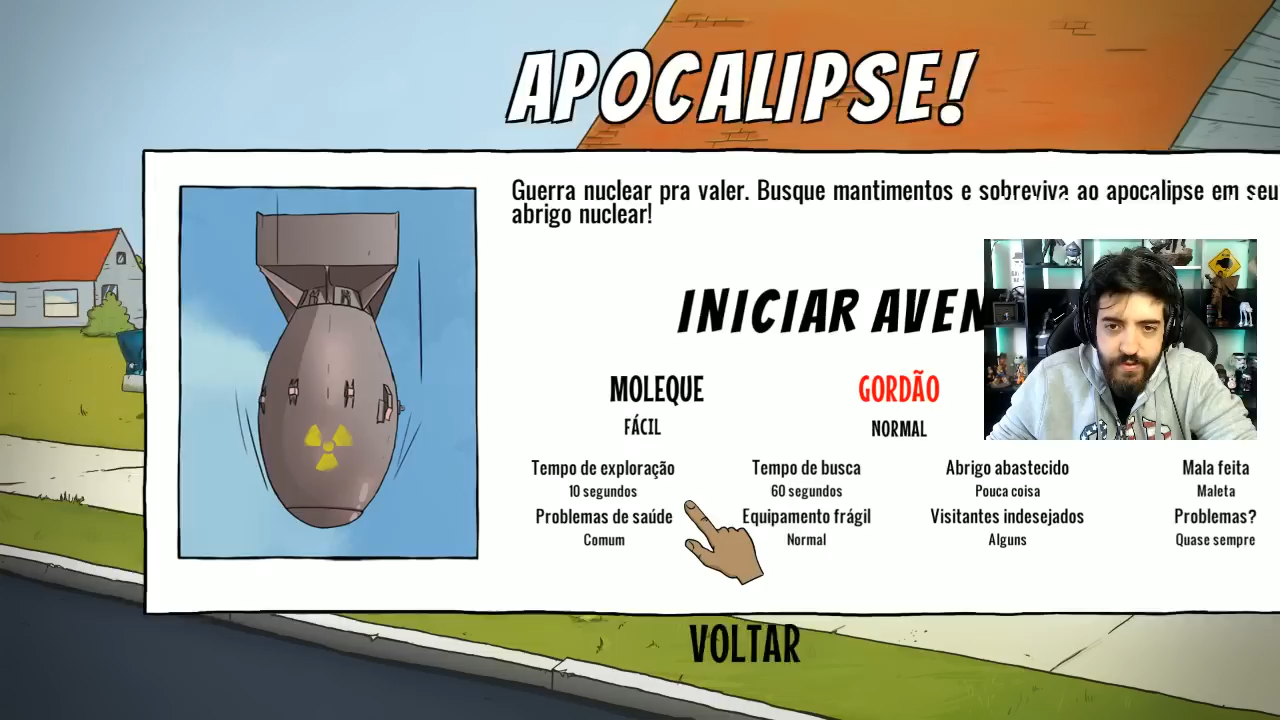 APOCALIPSE!
Guerra nuclear pra valer. Busque mantimentos e sobreviva ao apocalipse em seu
abrigo nuclear!
INICIAR AVEN
MOLEQUE
GORDÃO
FÁCIL
NORMAL
Tempo de exploração
Tempo de busca
Abrigo abastecido
Mala feita
10 segundos
60 segundos
Pouca coisa
Maleta
Problemas de saúde
Equipamento frágil
Visitantes indesejados
Problemas?
Comum
Normal
Alguns
Quase sempre
VOLTAR